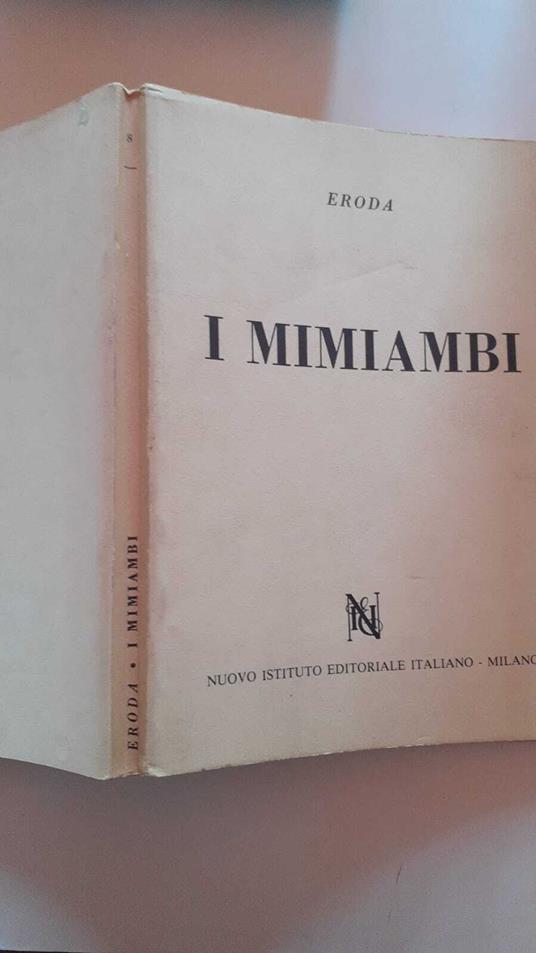 ERODA
I MIMIAMBI
NUOVO ISTITUTO EDITORIALE ITALIANO - MILANO
ERODA • I MIMIAMBI
8